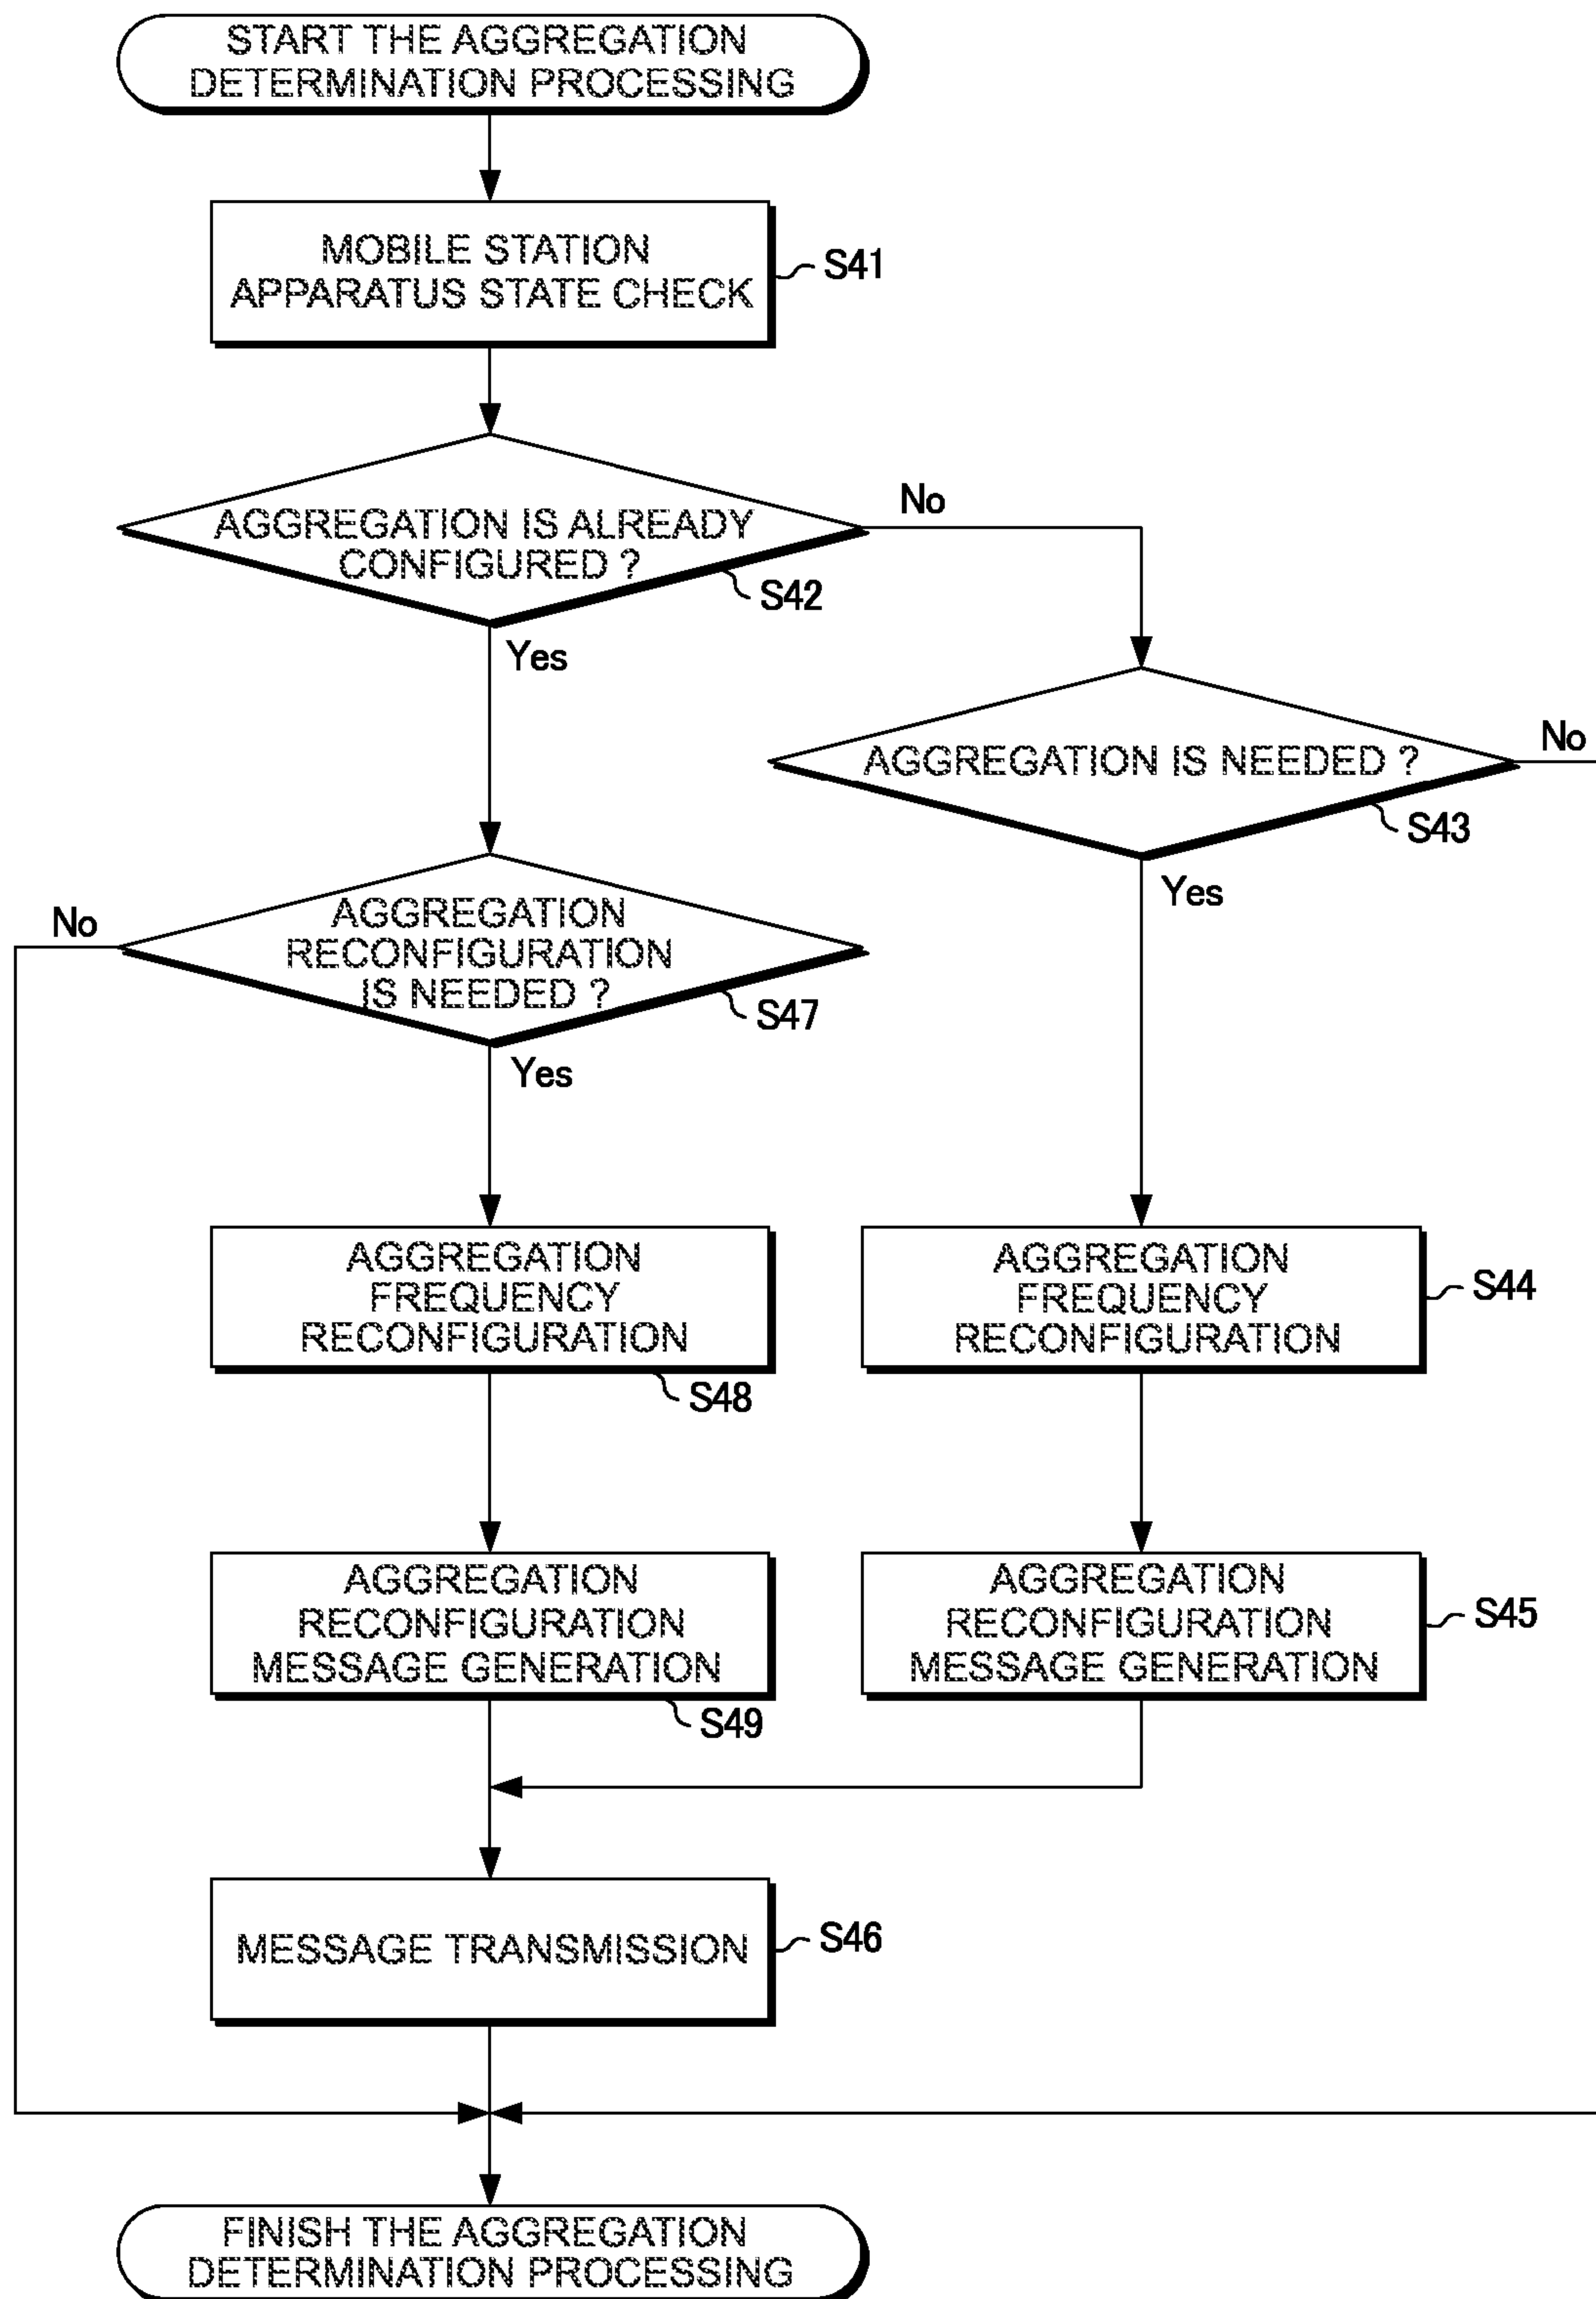 START THE AGGREGATION
DETERMINATION PROCESSING
MOBILE STATION
APPARATUS STATE CHECK
S41
AGGREGATION IS ALREADY
CONFIGURED ?
No
S42
Yes
AGGREGATION IS NEEDED ?
No
S43
Yes
AGGREGATION
RECONFIGURATION
IS NEEDED ?
No
S47
Yes
AGGREGATION
FREQUENCY
RECONFIGURATION
S48
AGGREGATION
FREQUENCY
RECONFIGURATION
S44
AGGREGATION
RECONFIGURATION
MESSAGE GENERATION
S49
AGGREGATION
RECONFIGURATION
MESSAGE GENERATION
S45
MESSAGE TRANSMISSION
S46
FINISH THE AGGREGATION
DETERMINATION PROCESSING